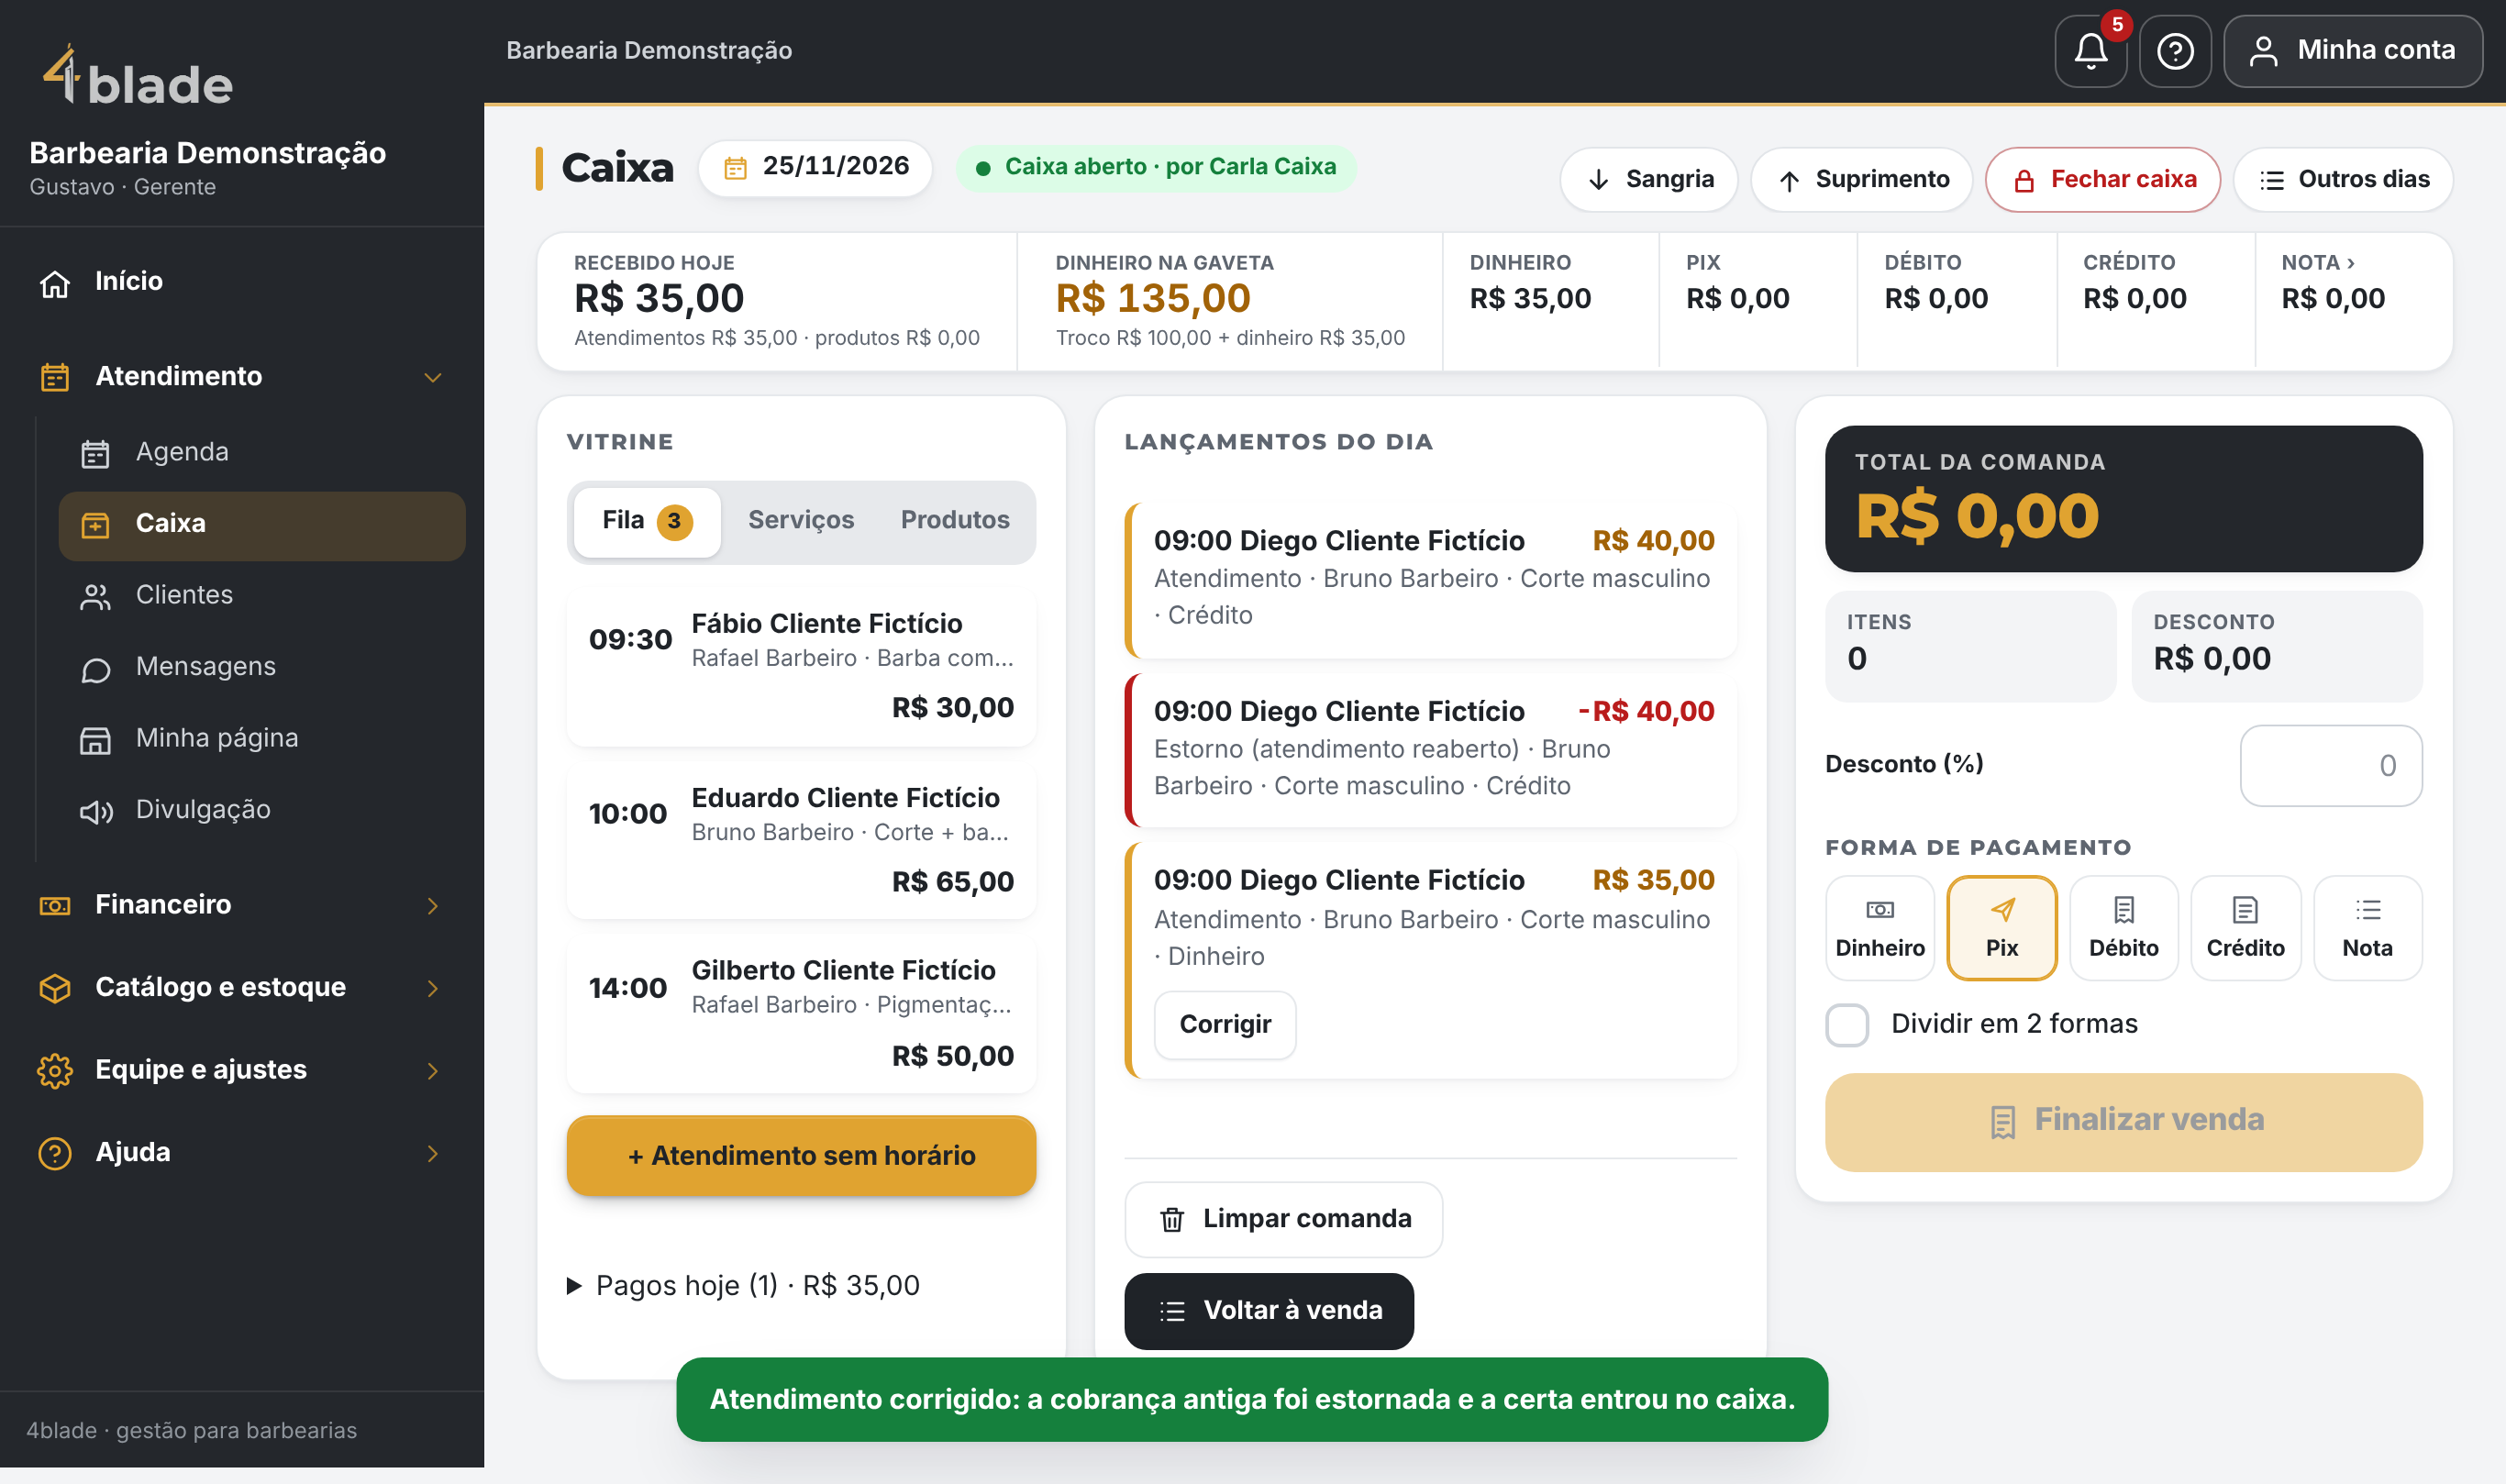 4blade
Barbearia Demonstração
Gustavo · Gerente
Início
Atendimento
Agenda
Caixa
Clientes
Mensagens
Minha página
Divulgação
Financeiro
Catálogo e estoque
Equipe e ajustes
Ajuda
4blade · gestão para barbearias
Barbearia Demonstração
5
Minha conta
Caixa
25/11/2026
Caixa aberto · por Carla Caixa
Sangria
Suprimento
Fechar caixa
Outros dias
RECEBIDO HOJE
R$ 35,00
Atendimentos R$ 35,00 · produtos R$ 0,00
DINHEIRO NA GAVETA
R$ 135,00
Troco R$ 100,00 + dinheiro R$ 35,00
DINHEIRO
R$ 35,00
PIX
R$ 0,00
DÉBITO
R$ 0,00
CRÉDITO
R$ 0,00
NOTA ›
R$ 0,00
VITRINE
Fila 3
Serviços
Produtos
09:30
Fábio Cliente Fictício
Rafael Barbeiro · Barba com...
R$ 30,00
10:00
Eduardo Cliente Fictício
Bruno Barbeiro · Corte + ba...
R$ 65,00
14:00
Gilberto Cliente Fictício
Rafael Barbeiro · Pigmentaç...
R$ 50,00
+ Atendimento sem horário
▶ Pagos hoje (1) · R$ 35,00
LANÇAMENTOS DO DIA
09:00 Diego Cliente Fictício R$ 40,00
Atendimento · Bruno Barbeiro · Corte masculino
· Crédito
09:00 Diego Cliente Fictício -R$ 40,00
Estorno (atendimento reaberto) · Bruno
Barbeiro · Corte masculino · Crédito
09:00 Diego Cliente Fictício R$ 35,00
Atendimento · Bruno Barbeiro · Corte masculino
· Dinheiro
Corrigir
Limpar comanda
Voltar à venda
TOTAL DA COMANDA
R$ 0,00
ITENS
0
DESCONTO
R$ 0,00
Desconto (%)
0
FORMA DE PAGAMENTO
Dinheiro
Pix
Débito
Crédito
Nota
Dividir em 2 formas
Finalizar venda
Atendimento corrigido: a cobrança antiga foi estornada e a certa entrou no caixa.